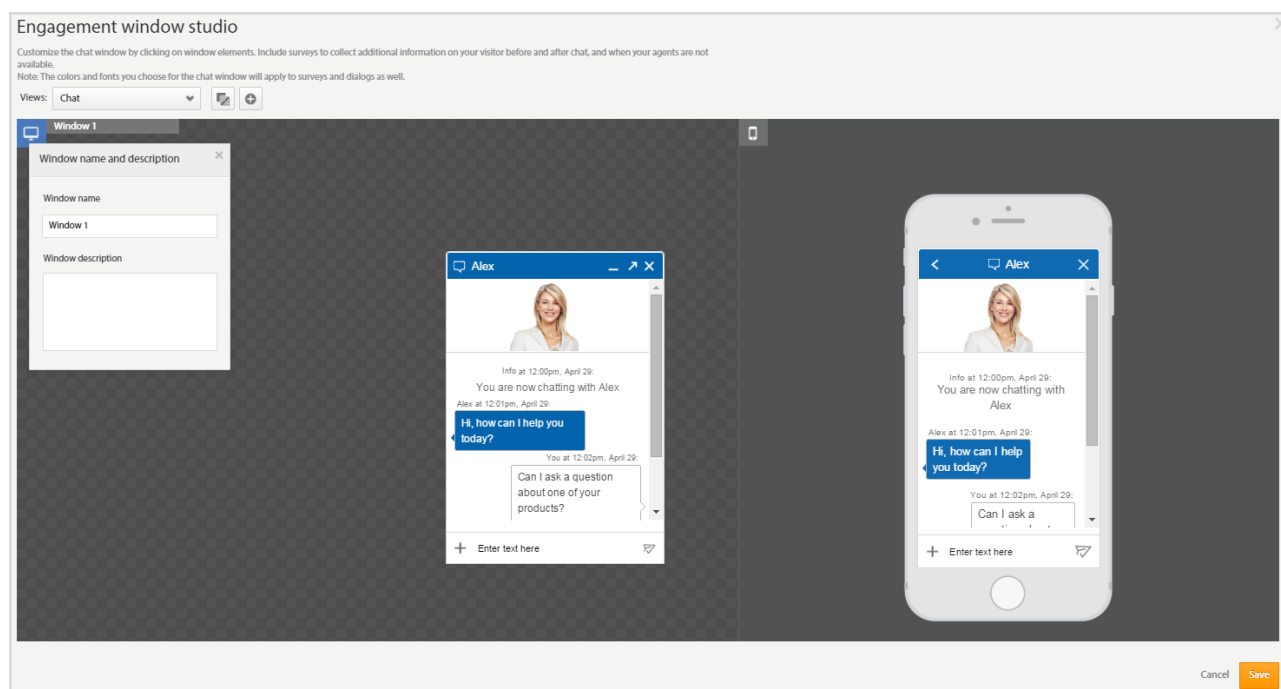 Engagement window studio
Customize the chat window by clicking on window elements. Include surveys to collect additional information on your visitor before and after chat, and when your agents are not
available.
Note: The colors and fonts you choose for the chat window will apply to surveys and dialogs as well.
Views: Chat
Window 1
Window name and description
Window name
Window 1
Window description
Alex
Info at 12:00pm, April 29:
You are now chatting with Alex
Alex at 12:01pm, April 29:
Hi, how can I help you
today?
You at 12:02pm, April 29:
Can I ask a question
about one of your
products?
Enter text here
Alex
Info at 12:00pm, April 29:
You are now chatting with
Alex
Alex at 12:01pm, April 29:
Hi, how can I help
you today?
You at 12:02pm, April 29:
Can I ask a
Enter text here
Cancel Save